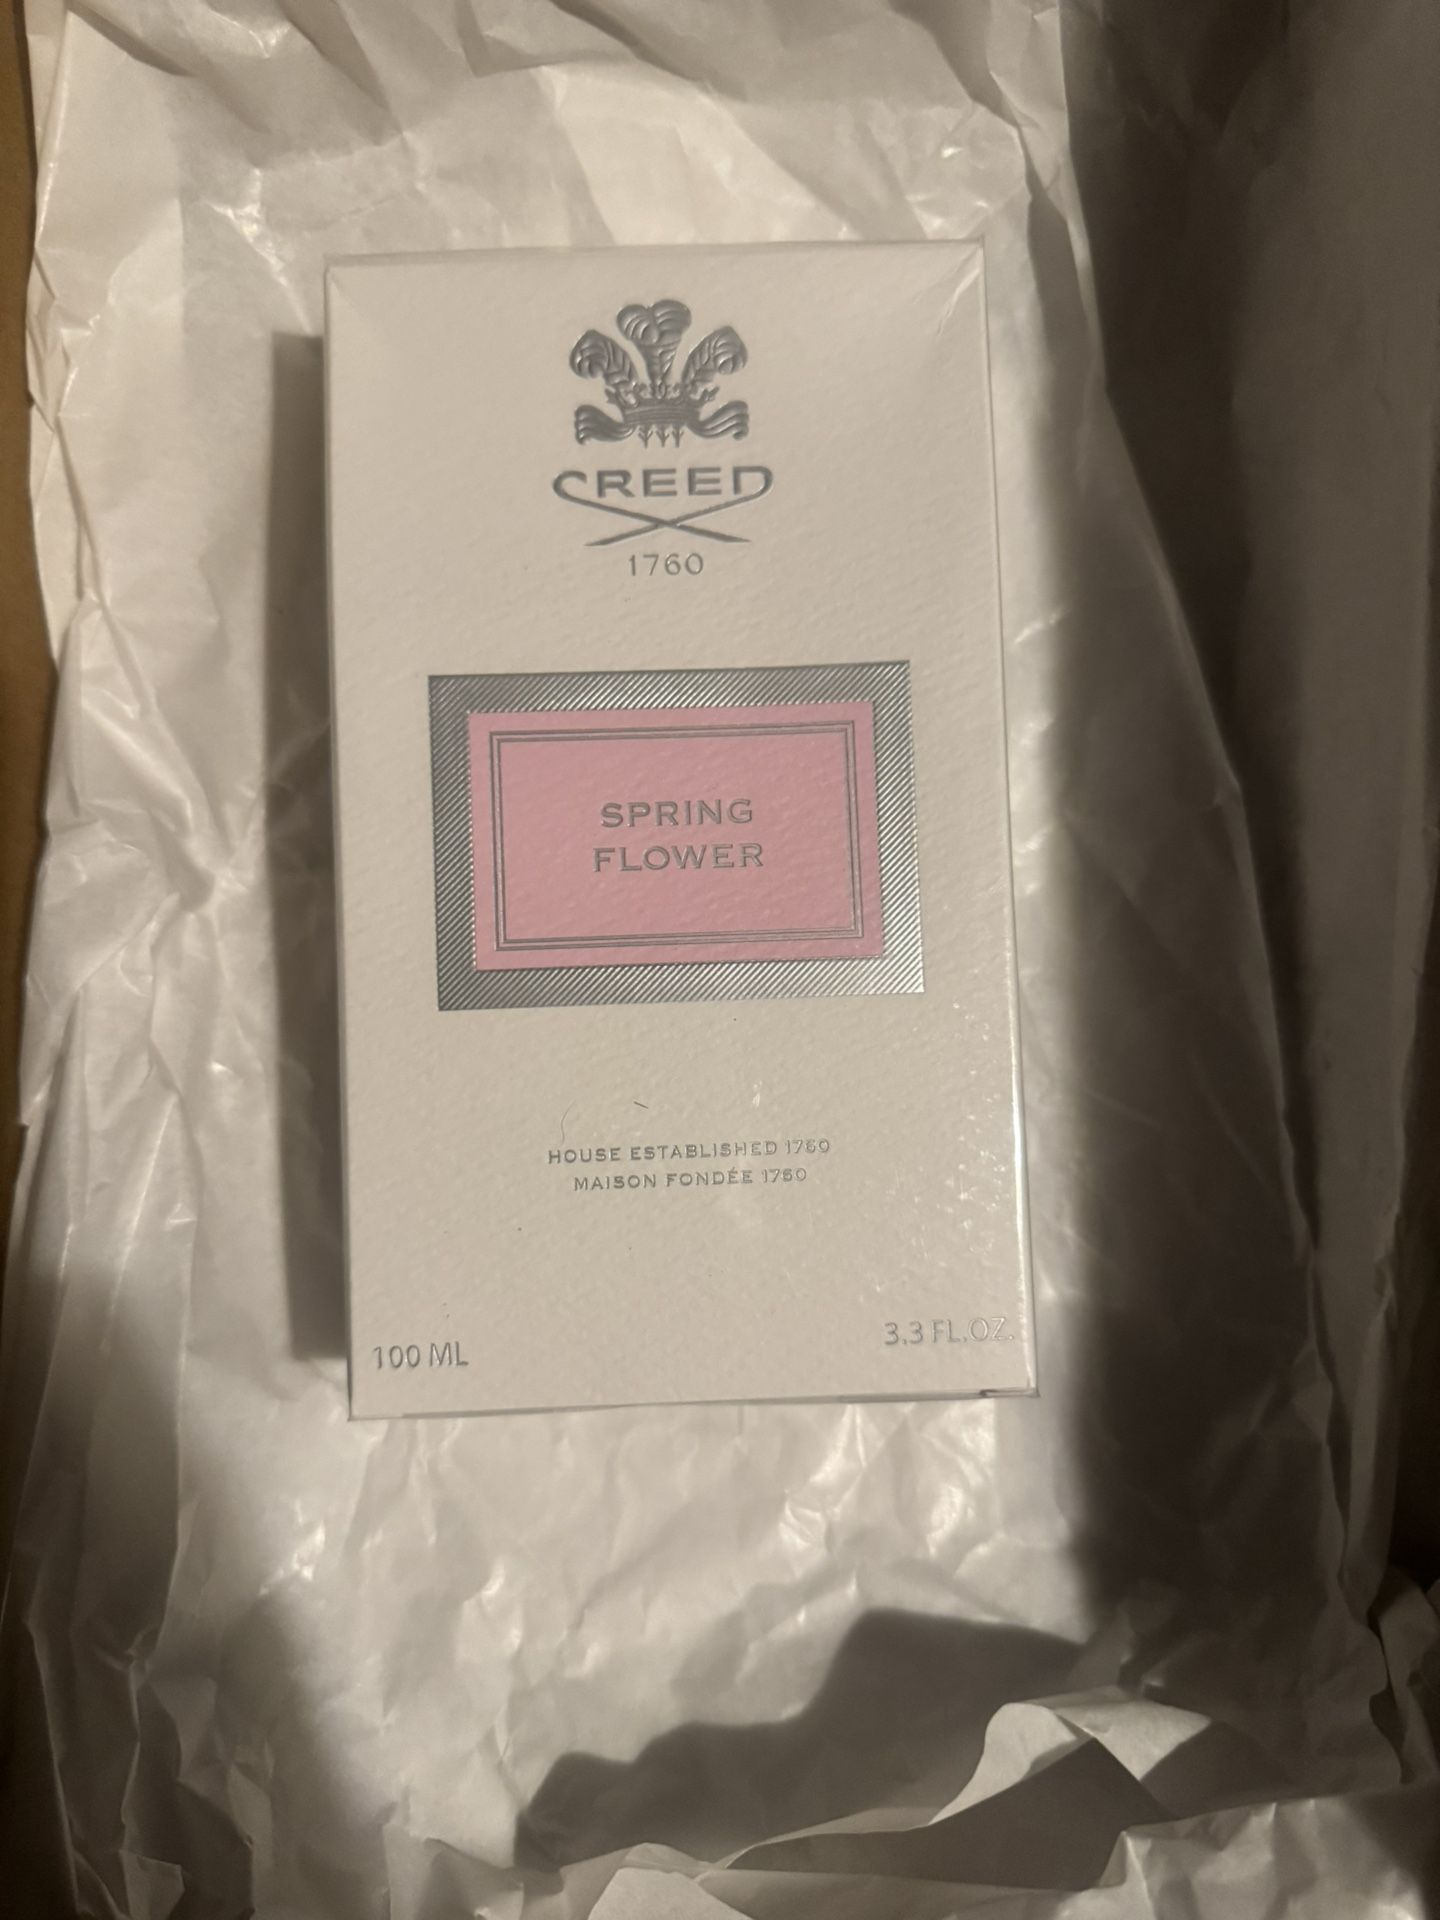 CREED
1760
SPRING
FLOWER
HOUSE ESTABLISHED 1760
MAISON FONDÉE 1760
100 ML
3.3 FL.OZ.